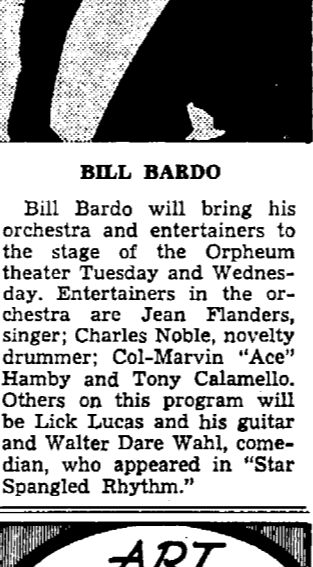 BILL BARDO
Bill Bardo will bring his
orchestra and entertainers to
the stage of the Orpheum
theater Tuesday and Wednes-
day. Entertainers in the or-
chestra are Jean Flanders,
singer; Charles Noble, novelty
drummer; Col-Marvin "Ace"
Hamby and Tony Calamello.
Others on this program will
be Lick Lucas and his guitar
and Walter Dare Wahl, come-
dian, who appeared in "Star
Spangled Rhythm."
ART